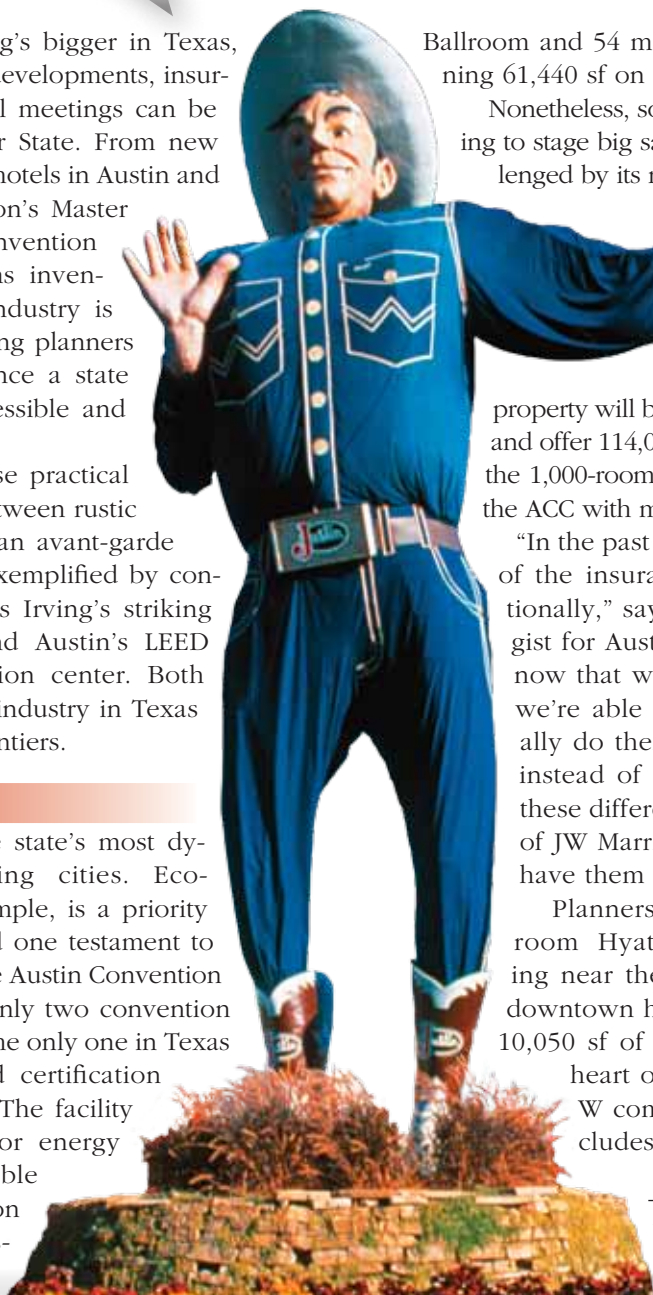 g's bigger in Texas,
developments, insur-
l meetings can be
r State. From new
hotels in Austin and
on's Master
nvention
ns inven-
ndustry is
ng planners
nce a state
essible and
se practical
tween rustic
an avant-garde
xemplified by con-
s Irving's striking
nd Austin's LEED
tion center. Both
industry in Texas
ntiers.
e state's most dy-
ing cities. Eco-
mple, is a priority
d one testament to
e Austin Convention
only two convention
he only one in Texas
d certification
The facility
or energy
ble
on
Ballroom and 54 m
ning 61,440 sf on
Nonetheless, so
ing to stage big sa
lenged by its r
property will b
and offer 114,0
the 1,000-room
the ACC with m
“In the past
of the insura
tionally,” say
gist for Aust
now that w
we're able
ally do the
instead of
these differe
of JW Marr
have them
Planners
room Hyat
ing near the
downtown h
10,050 sf of
heart o
W com
cludes
Justin